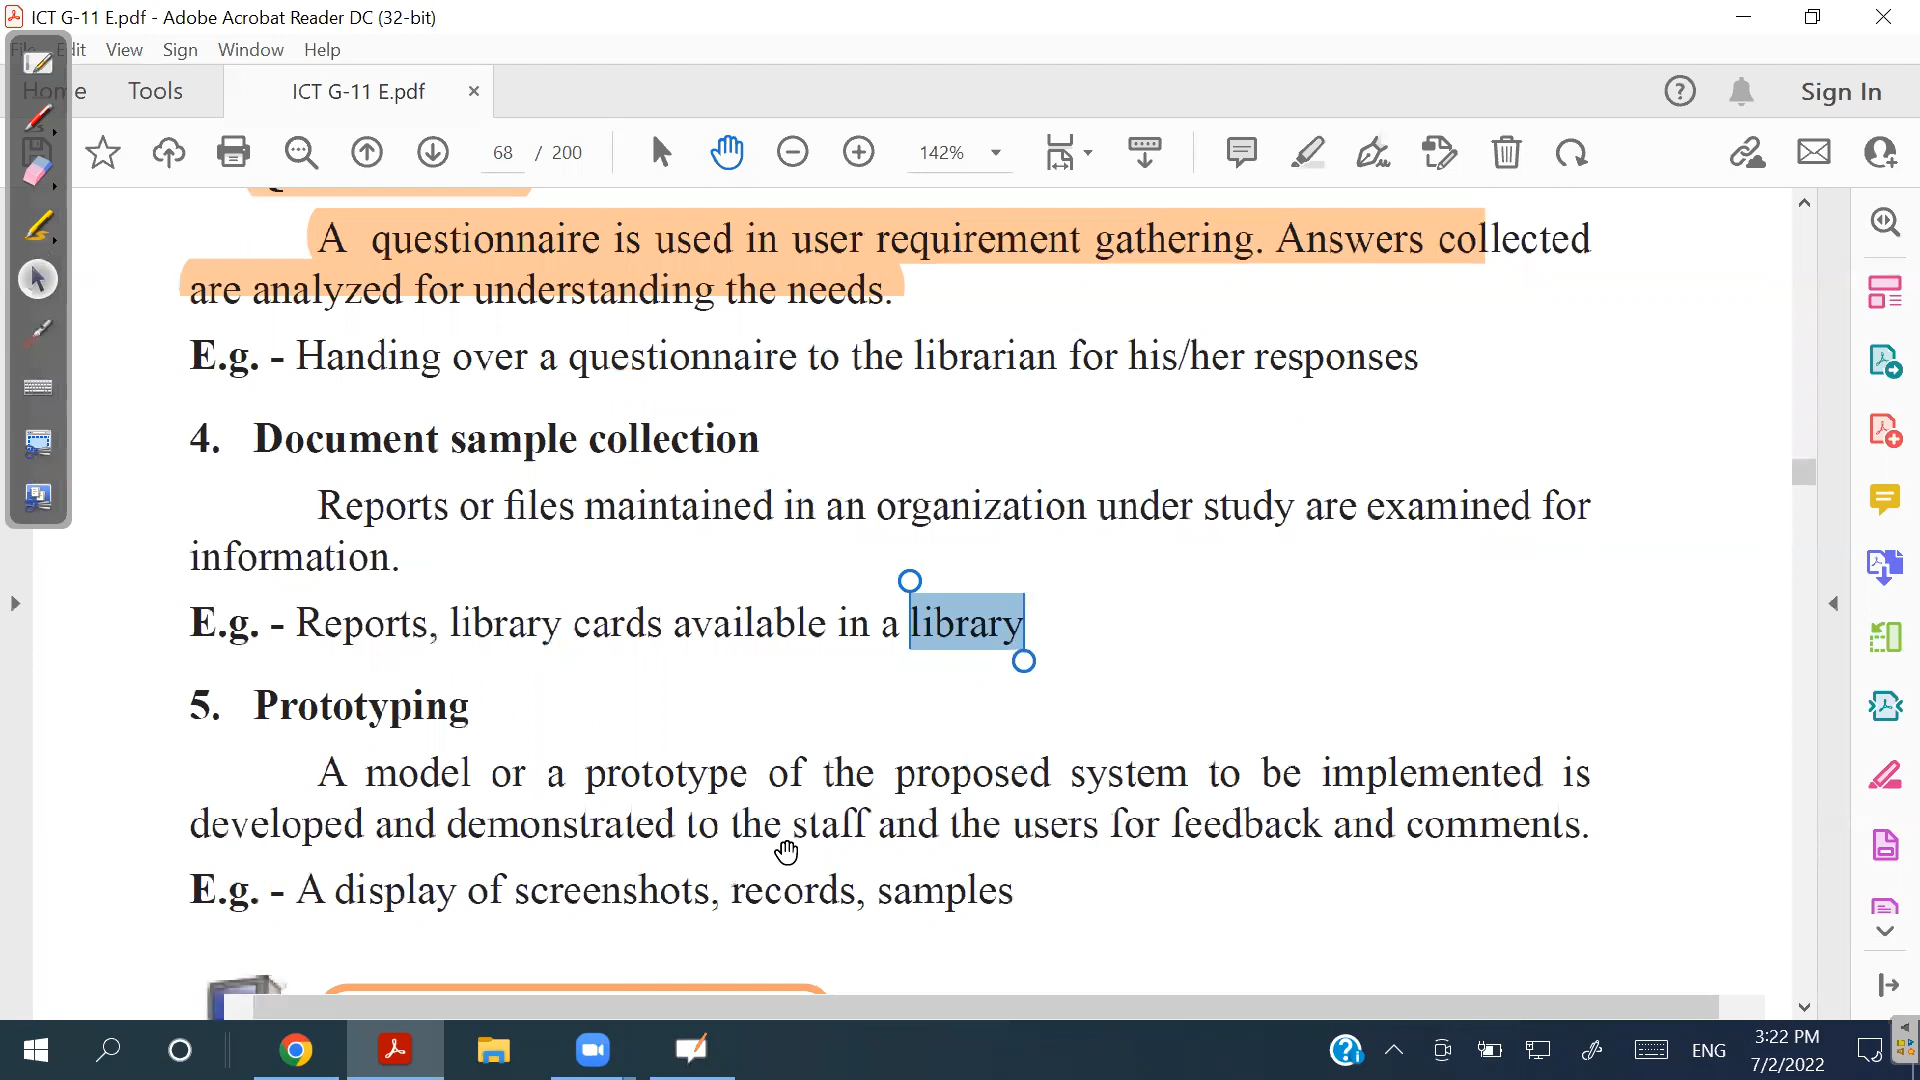 ICT G-11 E.pdf - Adobe Acrobat Reader DC (32-bit)
View Sign Window Help
Home Tools ICT G-11 E.pdf × Sign In
68 / 200 142%
A questionnaire is used in user requirement gathering. Answers collected
are analyzed for understanding the needs.
E.g. - Handing over a questionnaire to the librarian for his/her responses
4. Document sample collection
Reports or files maintained in an organization under study are examined for
information.
E.g. - Reports, library cards available in a library
5. Prototyping
A model or a prototype of the proposed system to be implemented is
developed and demonstrated to the staff and the users for feedback and comments.
E.g. - A display of screenshots, records, samples
ENG
3:22 PM
7/2/2022